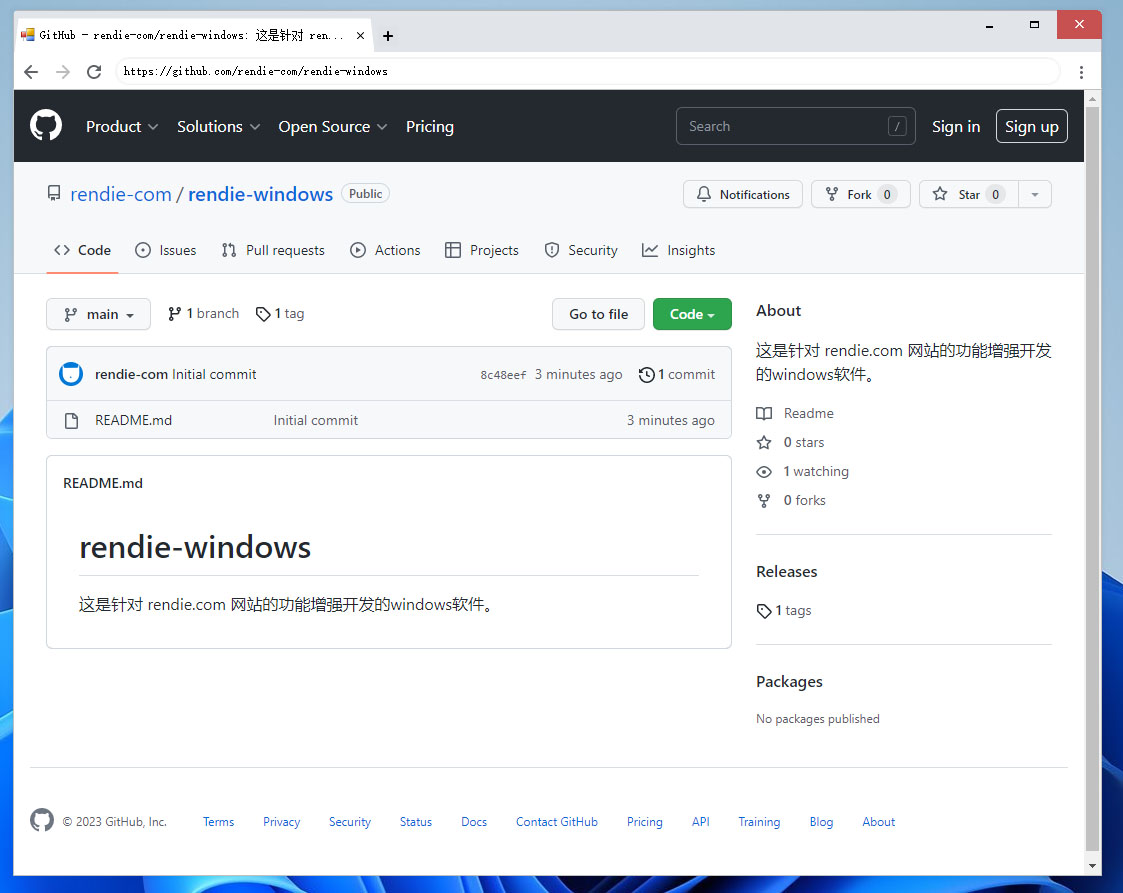 GitHub - rendie-com/rendie-windows: 这是针对 ren...
https://github.com/rendie-com/rendie-windows
Product Solutions Open Source Pricing Search / Sign in Sign up
rendie-com / rendie-windows Public Notifications Fork 0 Star 0
Code Issues Pull requests Actions Projects Security Insights
main 1 branch 1 tag Go to file Code
rendie-com Initial commit 8c48eef 3 minutes ago 1 commit
README.md Initial commit 3 minutes ago
README.md
rendie-windows
这是针对 rendie.com 网站的功能增强开发的windows软件。
About
这是针对 rendie.com 网站的功能增强开发
的windows软件。
Readme
0 stars
1 watching
0 forks
Releases
1 tags
Packages
No packages published
© 2023 GitHub, Inc. Terms Privacy Security Status Docs Contact GitHub Pricing API Training Blog About